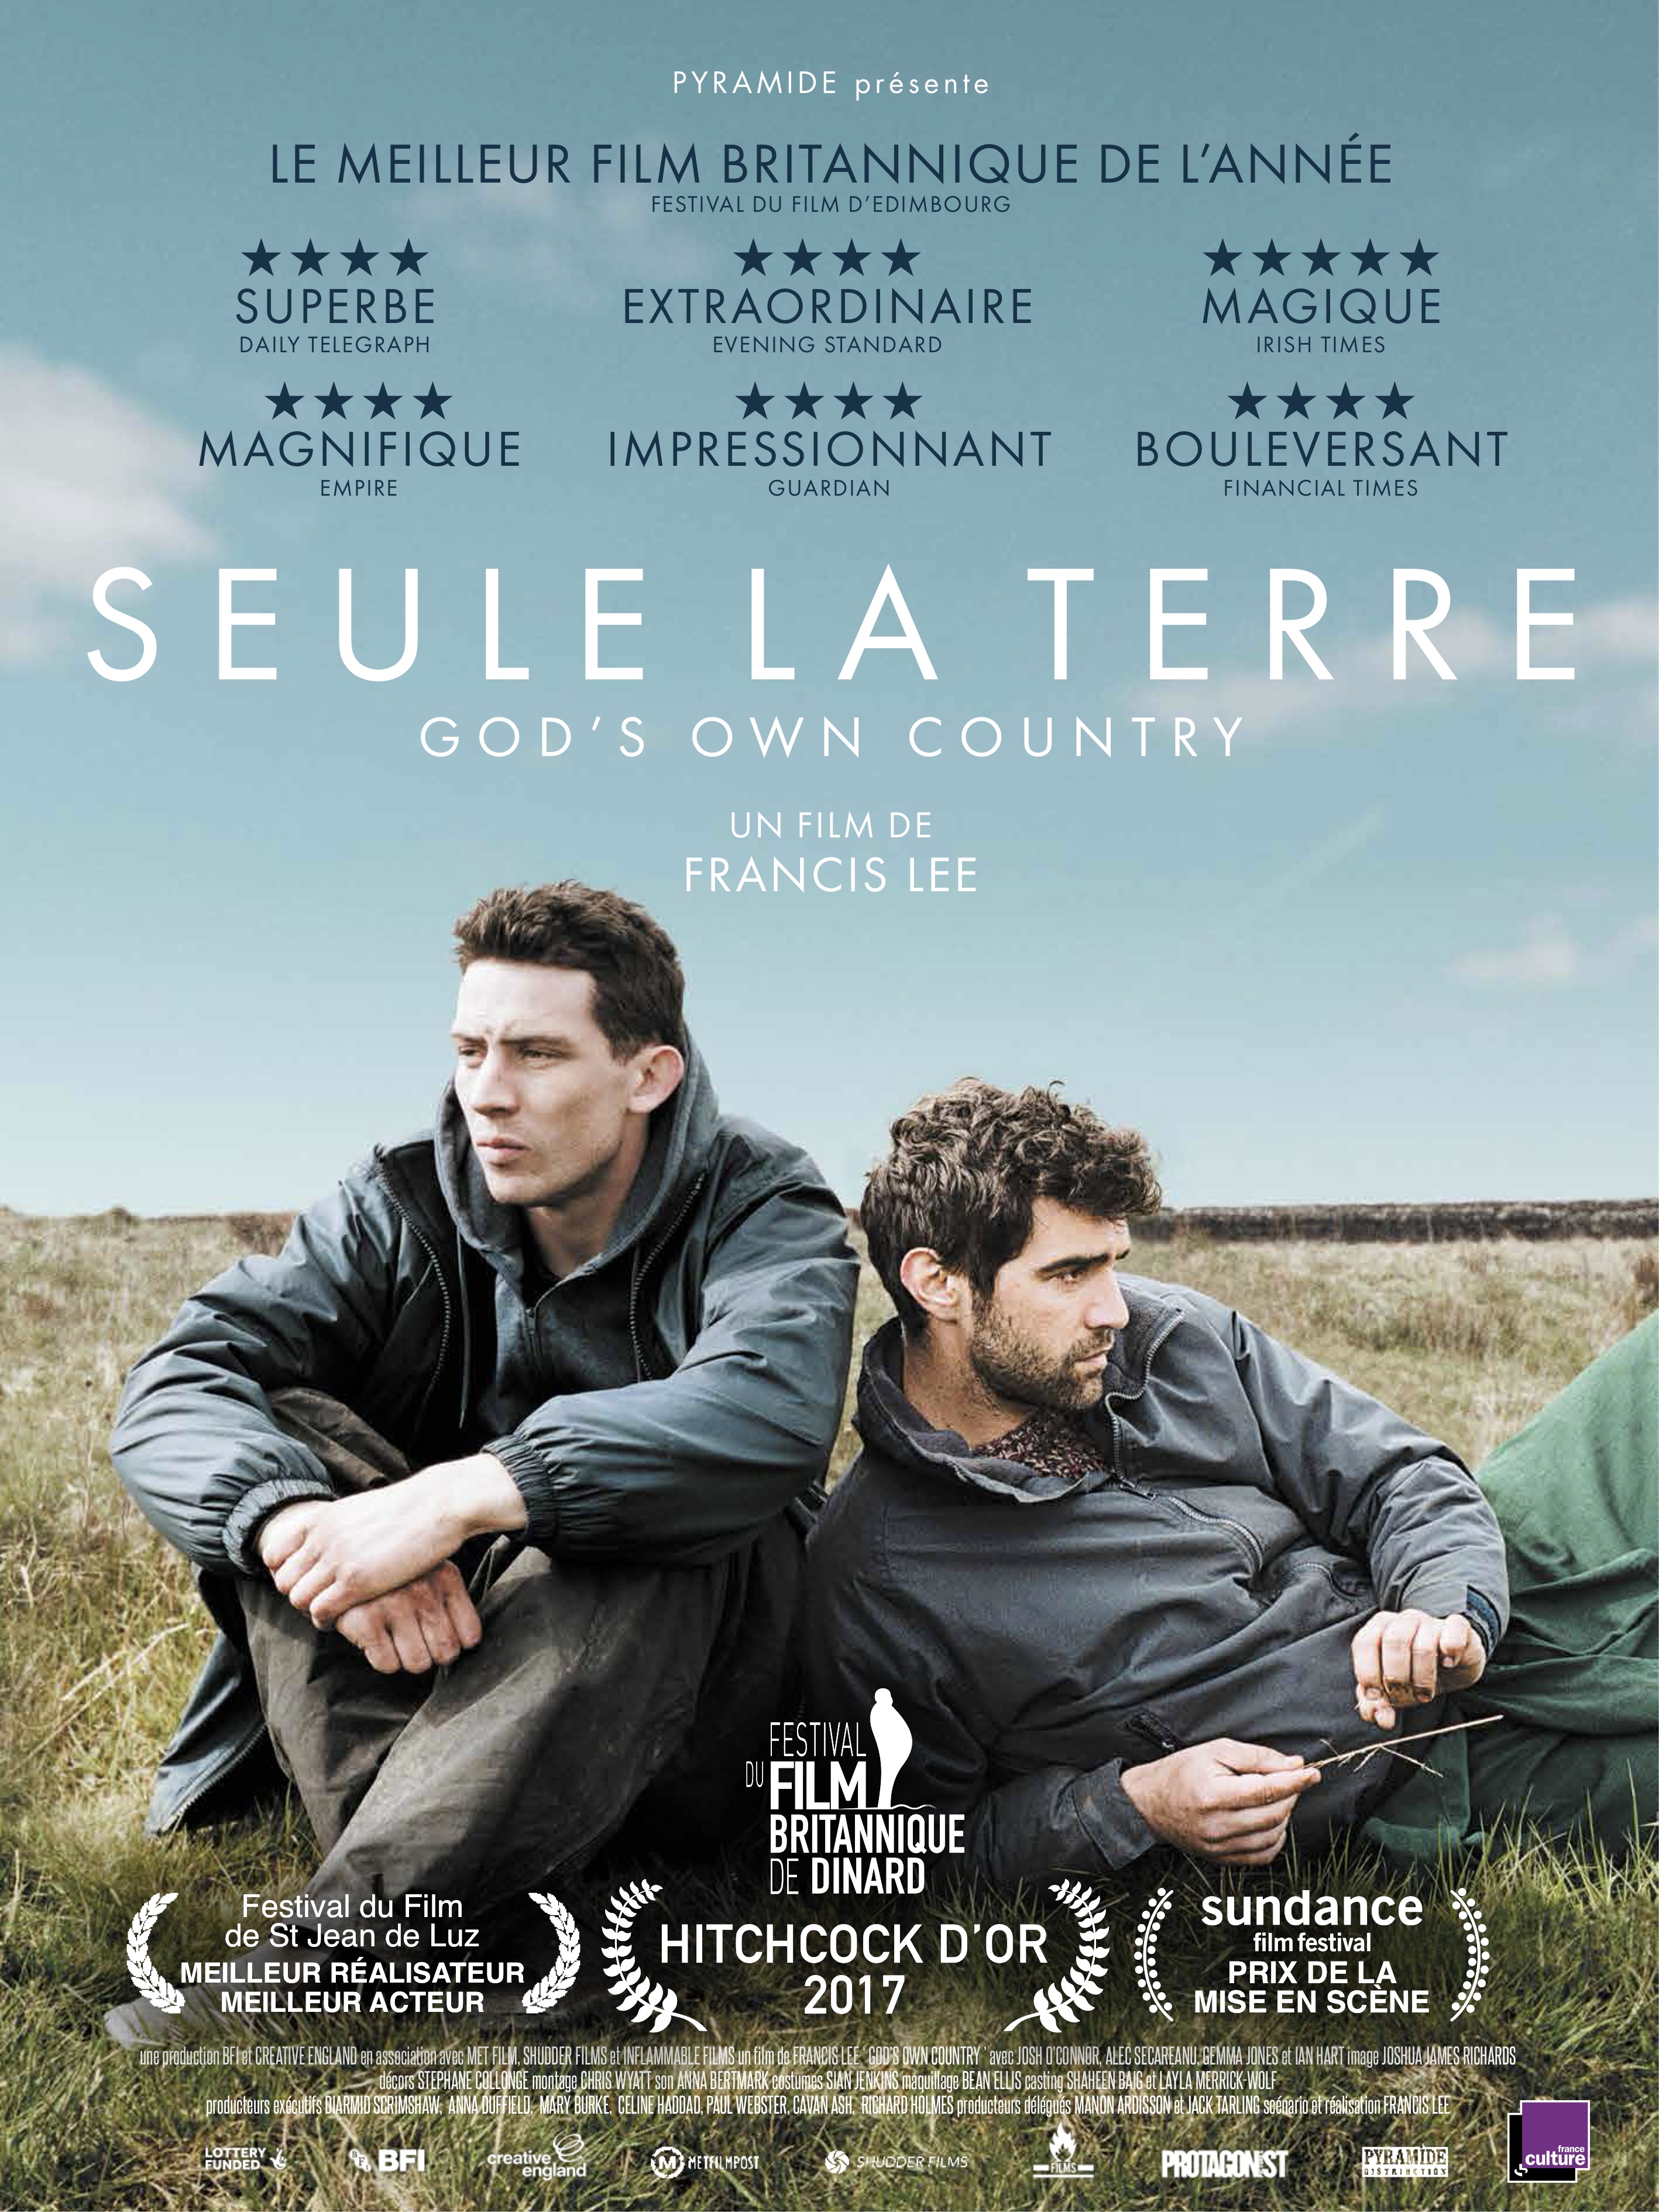 PYRAMIDE présente
LE MEILLEUR FILM BRITANNIQUE DE L'ANNÉE
FESTIVAL DU FILM D'EDIMBOURG
★★★★ ★★★★ ★★★★★
SUPERBE EXTRAORDINAIRE MAGIQUE
DAILY TELEGRAPH EVENING STANDARD IRISH TIMES
★★★★ ★★★★ ★★★★
MAGNIFIQUE IMPRESSIONNANT BOULEVERSANT
EMPIRE GUARDIAN FINANCIAL TIMES
SEULE LA TERRE
GOD'S OWN COUNTRY
UN FILM DE
FRANCIS LEE
FESTIVAL
DU FILM
BRITANNIQUE
DE DINARD
Festival du Film
de St Jean de Luz
MEILLEUR RÉALISATEUR
MEILLEUR ACTEUR
HITCHCOCK D'OR
2017
sundance
film festival
PRIX DE LA
MISE EN SCÈNE
une production BFI et CREATIVE ENGLAND en association avec MET FILM, SHUDDER FILMS et INFLAMMABLE FILMS un film de FRANCIS LEE ' GOD'S OWN COUNTRY ' avec JOSH O'CONNOR, ALEC SECAREANU, GEMMA JONES et IAN HART image JOSHUA JAMES RICHARDS
décors STEPHANE COLLONGE montage CHRIS WYATT son ANNA BERTMARK costumes SIAN JENKINS maquillage BEAN ELLIS casting SHAHEEN BAIG et LAYLA MERRICK-WOLF
producteurs exécutifs DIARMID SCRIMSHAW, ANNA DUFFIELD, MARY BURKE, CELINE HADDAD, PAUL WEBSTER, CAVAN ASH, RICHARD HOLMES producteurs délégués MANON ARDISSON et JACK TARLING scénario et réalisation FRANCIS LEE
LOTTERY
FUNDED
BFI
creative
england
METFILMPOST
SHUDDER FILMS
FILMS
PROTAGONIST
PYRAMIDE
DISTRIBUTION
france
culture